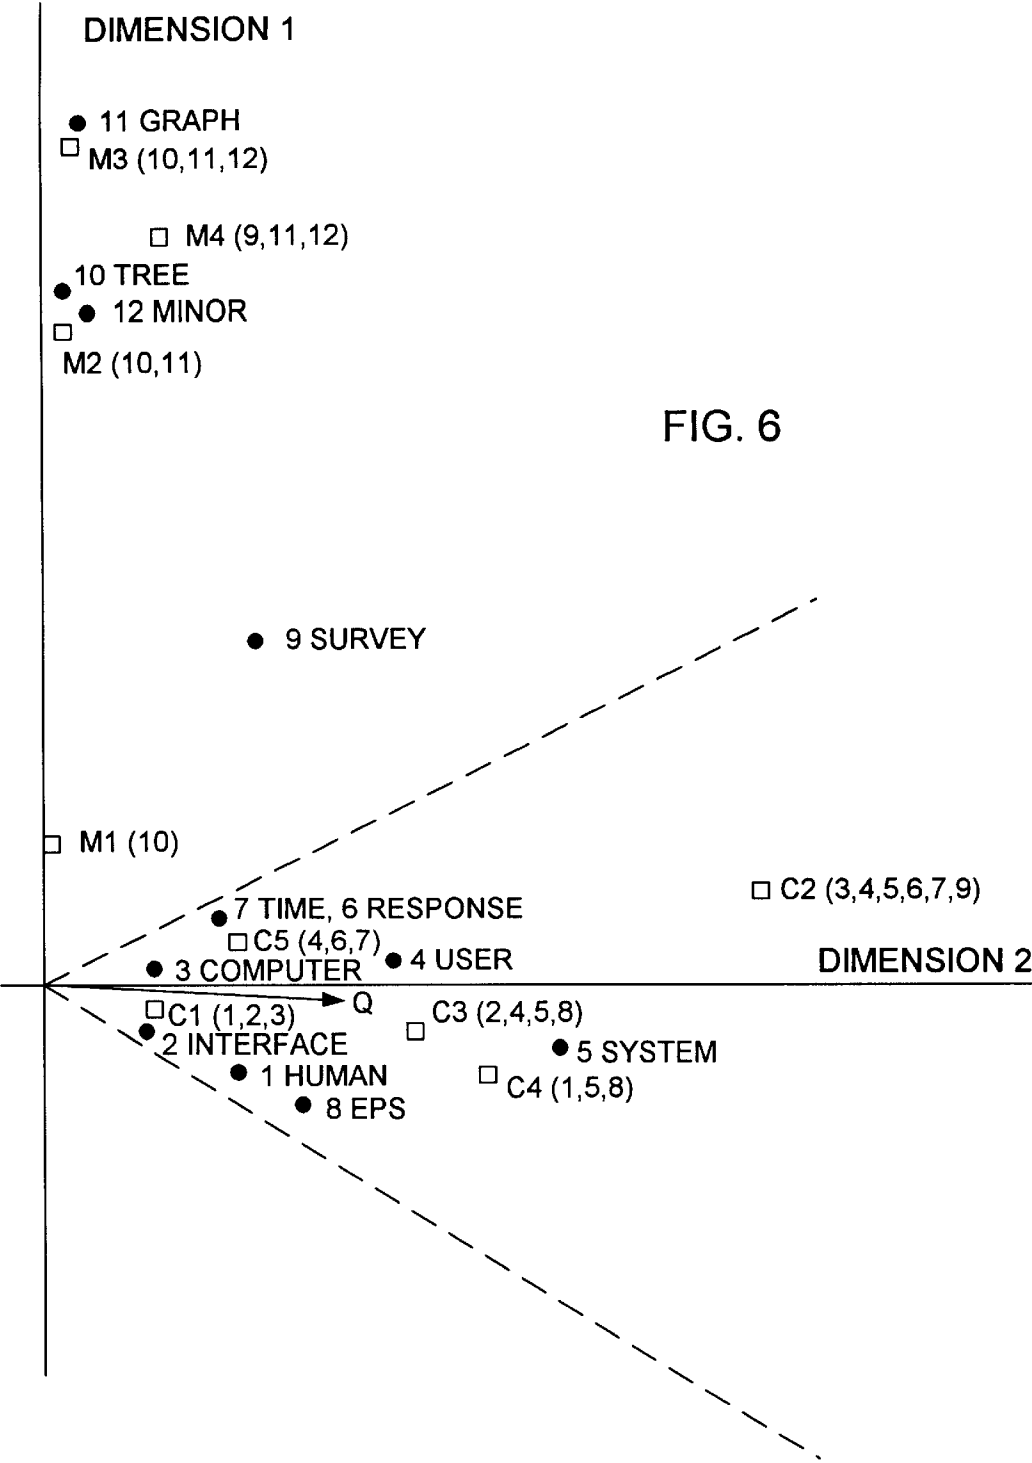 DIMENSION 1
11 GRAPH
M3 (10,11,12)
M4 (9,11,12)
10 TREE
12 MINOR
M2 (10,11)
FIG. 6
9 SURVEY
M1 (10)
C2 (3,4,5,6,7,9)
7 TIME, 6 RESPONSE
C5 (4,6,7)
4 USER
DIMENSION 2
3 COMPUTER
Q
C1 (1,2,3)
C3 (2,4,5,8)
2 INTERFACE
5 SYSTEM
1 HUMAN
C4 (1,5,8)
8 EPS